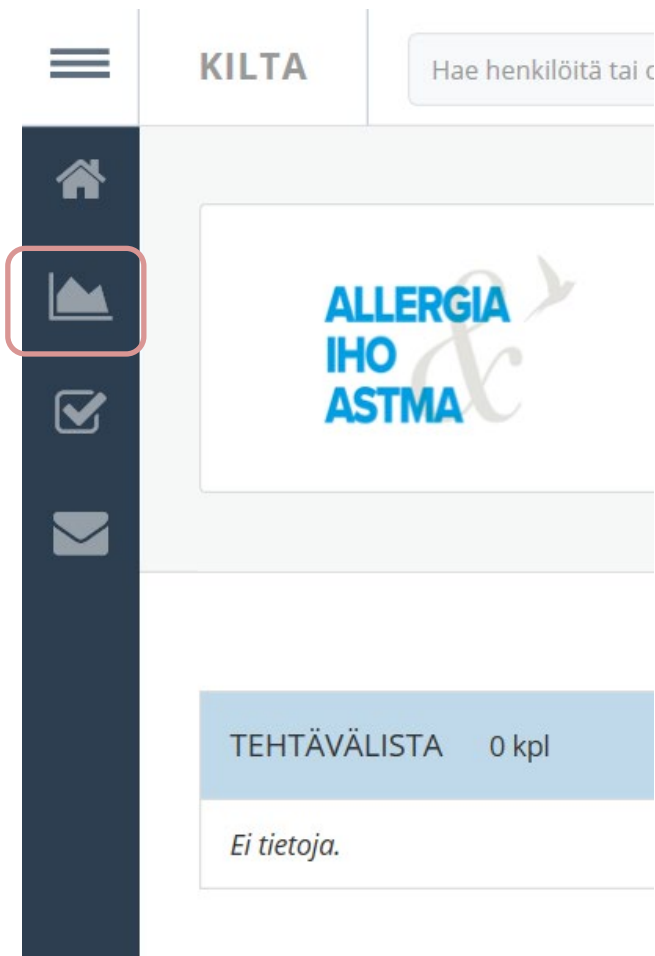 KILTA
Hae henkilöitä tai
ALLERGIA
IHO
ASTMA
&
TEHTÄVÄLISTA 0 kpl
Ei tietoja.